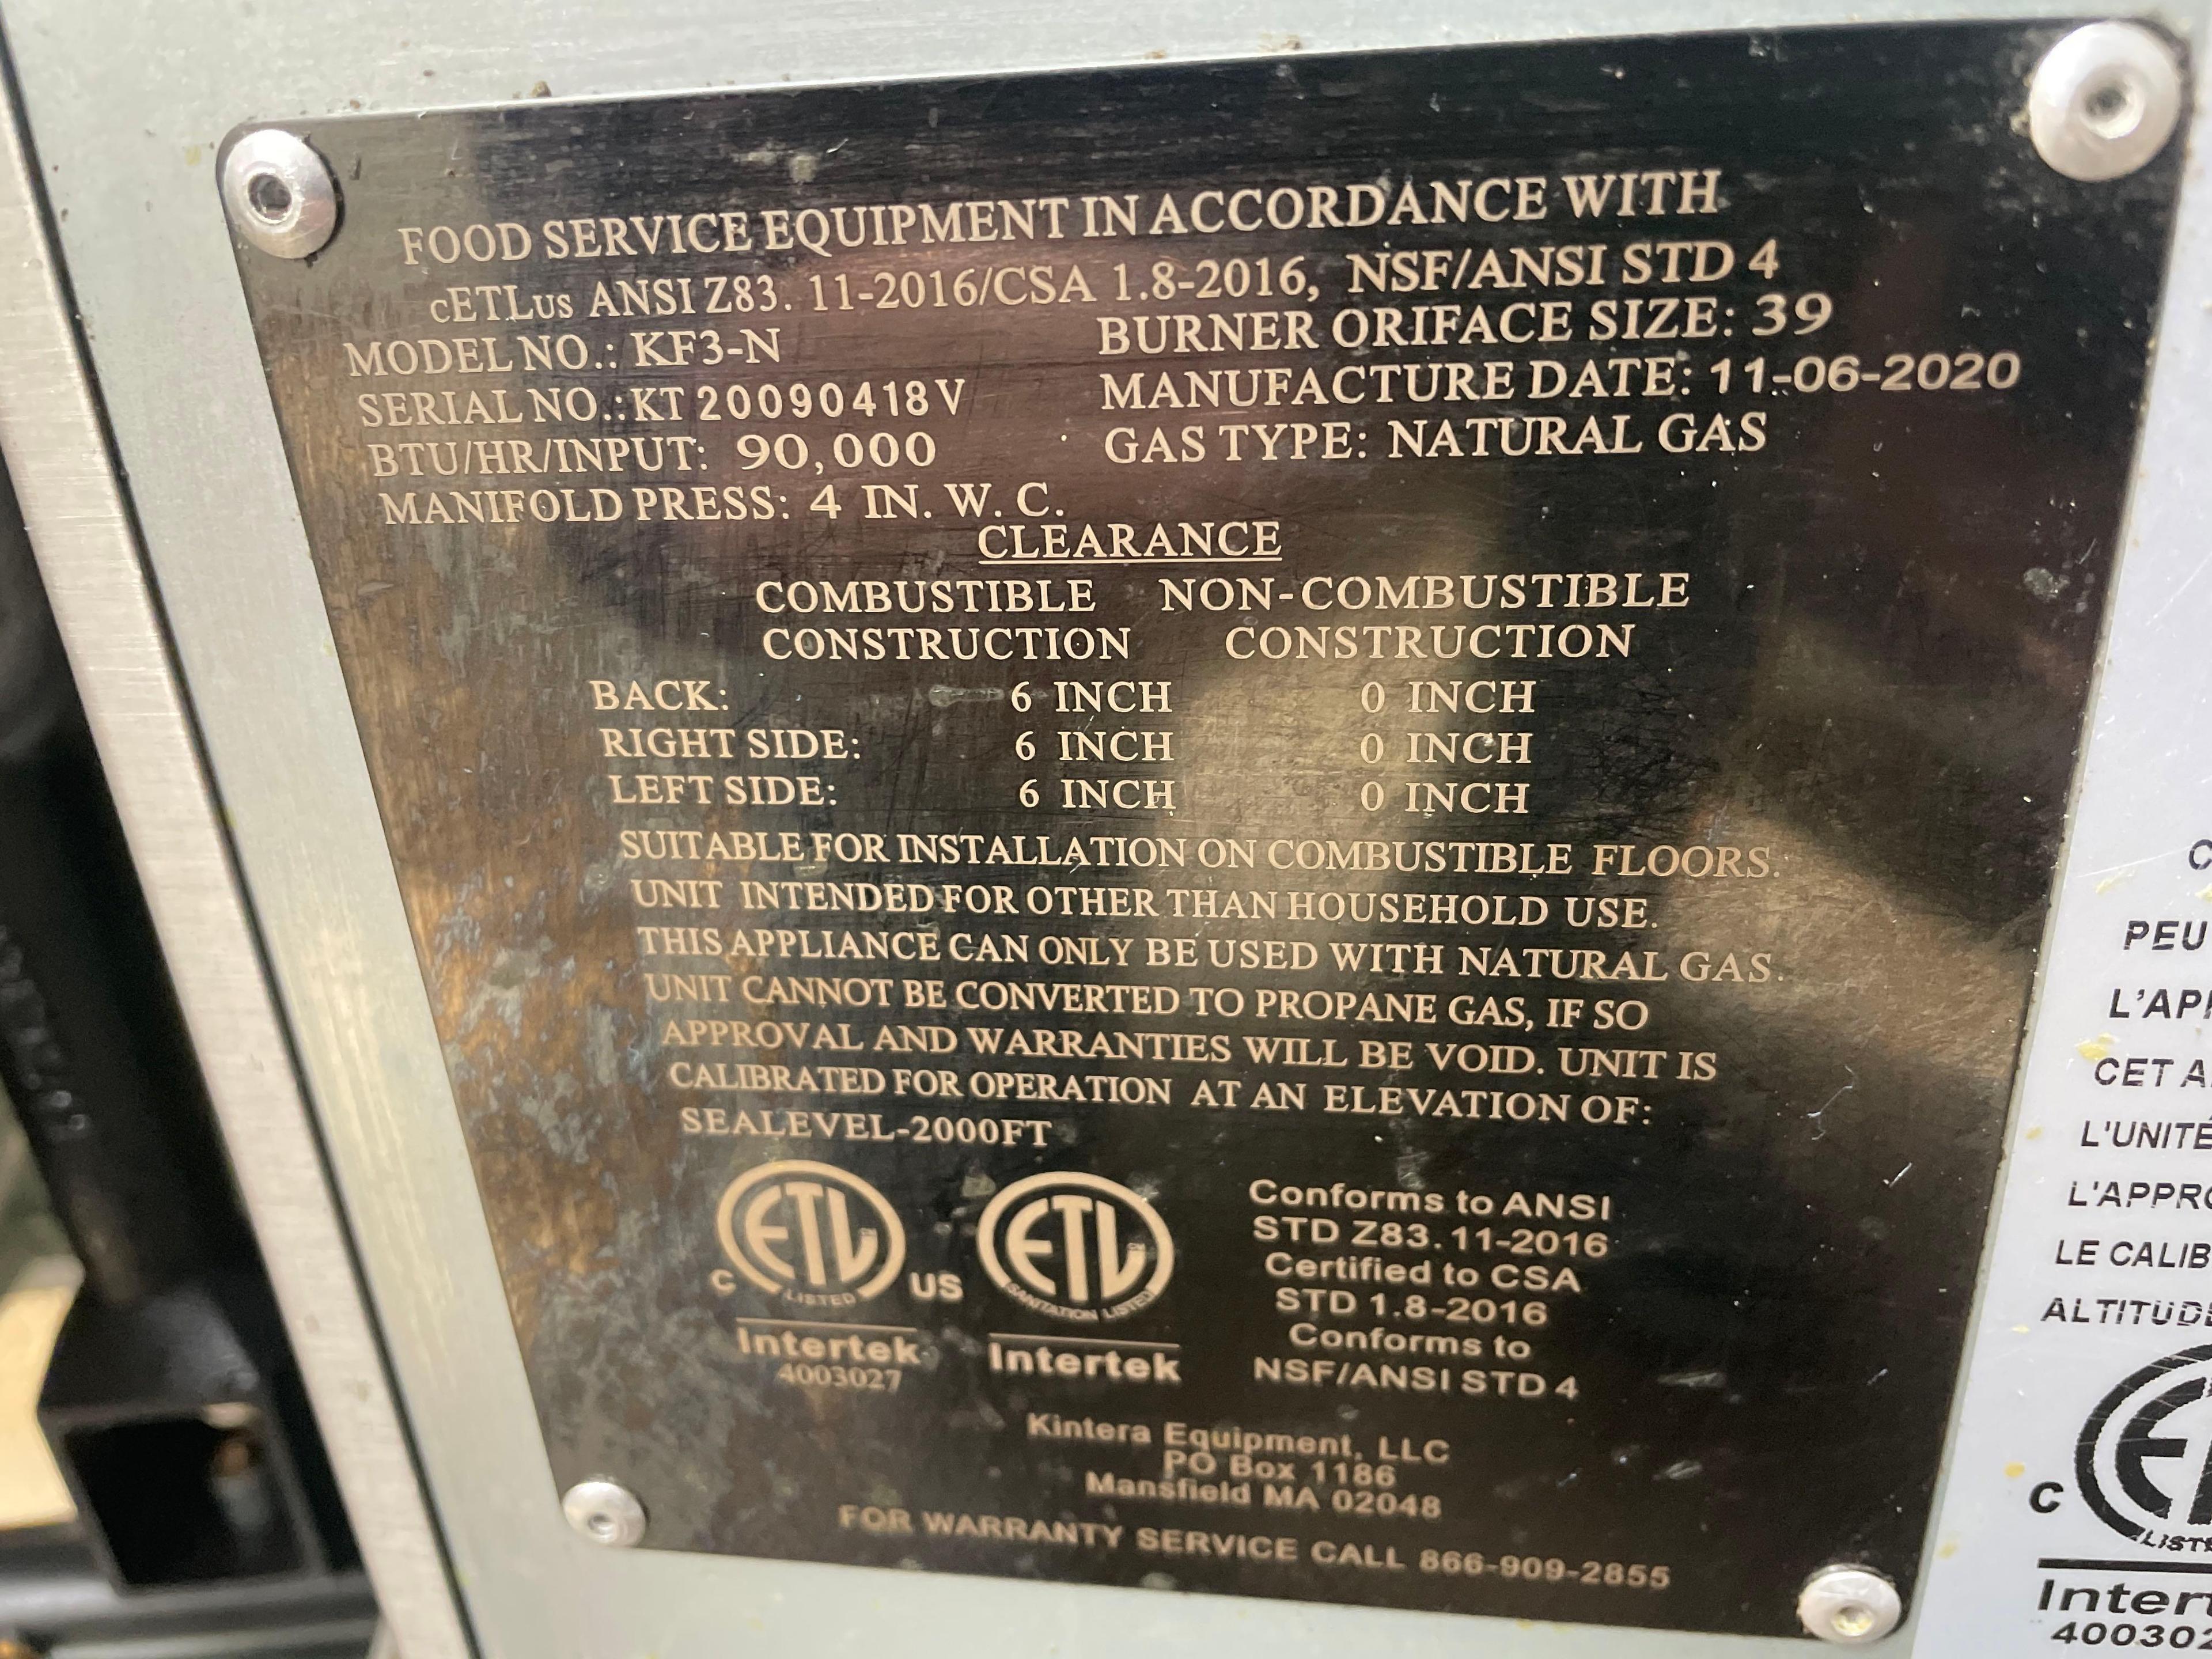 FOOD SERVICE EQUIPMENT IN ACCORDANCE WITH
cETLus ANSI Z83. 11-2016/CSA 1.8-2016, NSF/ANSI STD 4
MODEL NO.: KF3-N BURNER ORIFACE SIZE: 39
SERIAL NO.:KT 20090418V MANUFACTURE DATE: 11-06-2020
BTU/HR/INPUT: 90,000 GAS TYPE: NATURAL GAS
MANIFOLD PRESS: 4 IN. W. C.
CLEARANCE
COMBUSTIBLE NON-COMBUSTIBLE
CONSTRUCTION CONSTRUCTION
BACK: 6 INCH 0 INCH
RIGHT SIDE: 6 INCH 0 INCH
LEFT SIDE: 6 INCH 0 INCH
SUITABLE FOR INSTALLATION ON COMBUSTIBLE FLOORS.
UNIT INTENDED FOR OTHER THAN HOUSEHOLD USE.
THIS APPLIANCE CAN ONLY BE USED WITH NATURAL GAS.
UNIT CANNOT BE CONVERTED TO PROPANE GAS, IF SO
APPROVAL AND WARRANTIES WILL BE VOID. UNIT IS
CALIBRATED FOR OPERATION AT AN ELEVATION OF:
SEALEVEL-2000FT
C ETL US
LISTED
Intertek
4003027
ETL
SANITATION LISTED
Intertek
Conforms to ANSI
STD Z83.11-2016
Certified to CSA
STD 1.8-2016
Conforms to
NSF/ANSI STD 4
Kintera Equipment, LLC
PO Box 1186
Mansfield MA 02048
FOR WARRANTY SERVICE CALL 866-909-2855
C
PEU
L'AP
CET A
L'UNITÉ
L'APPR
LE CALIB
ALTITUD
C E
LIST
Inter
40030